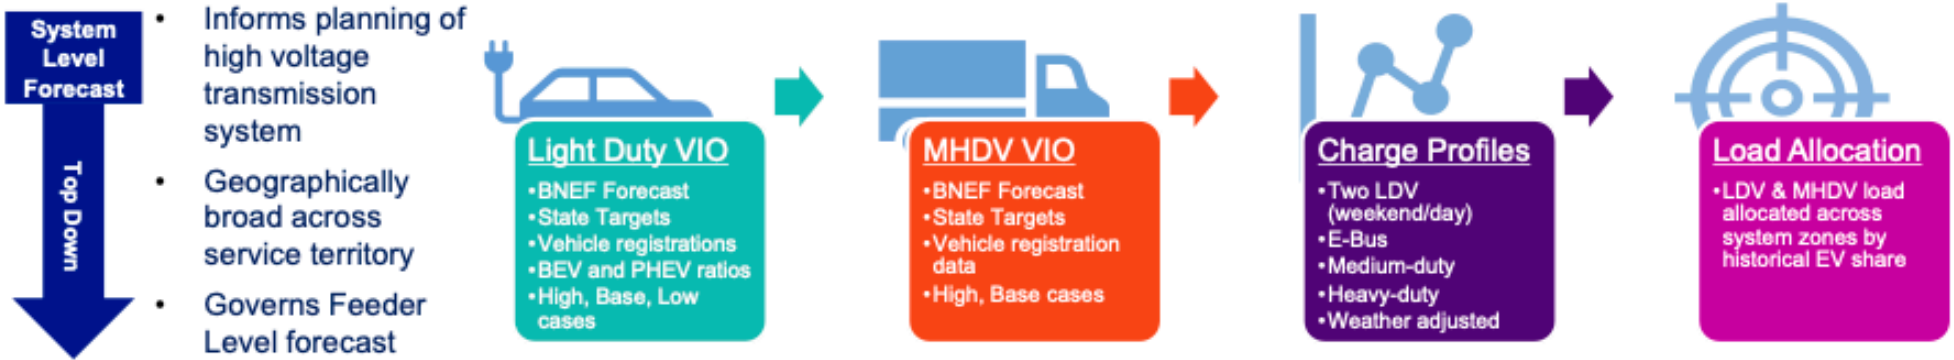 System
Level
Forecast
Top Down
• Informs planning of
high voltage
transmission
system
• Geographically
broad across
service territory
• Governs Feeder
Level forecast
Light Duty VIO
•BNEF Forecast
•State Targets
•Vehicle registrations
•BEV and PHEV ratios
•High, Base, Low
cases
MHDV VIO
•BNEF Forecast
•State Targets
•Vehicle registration
data
•High, Base cases
Charge Profiles
•Two LDV
(weekend/day)
•E-Bus
•Medium-duty
•Heavy-duty
•Weather adjusted
Load Allocation
•LDV & MHDV load
allocated across
system zones by
historical EV share